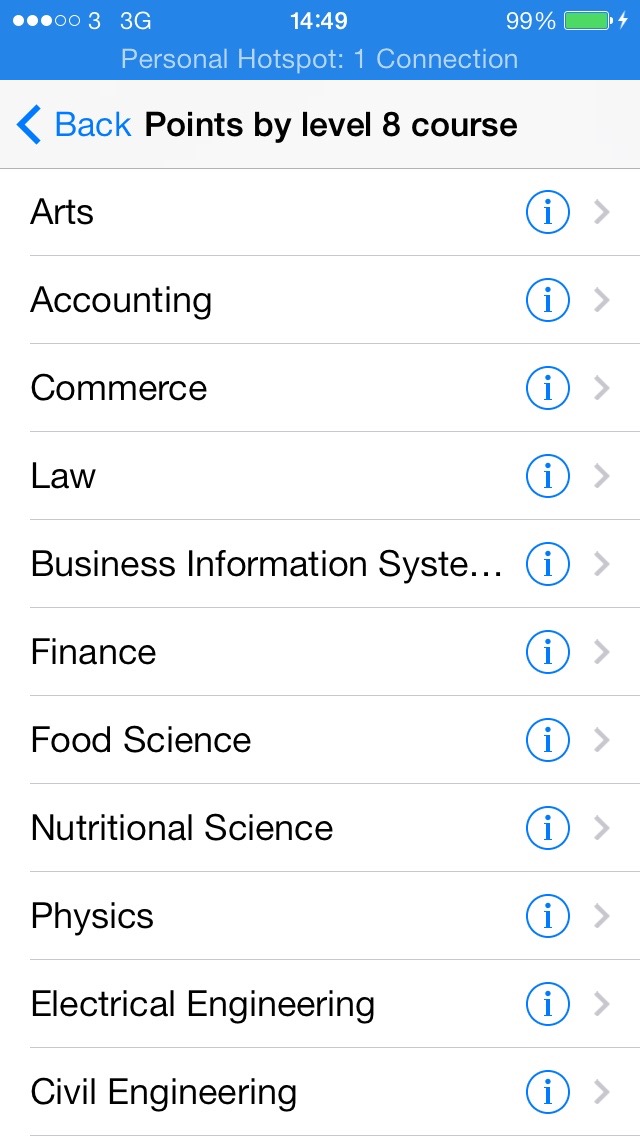 3 3G 14:49 99%
Personal Hotspot: 1 Connection
Back Points by level 8 course
Arts
Accounting
Commerce
Law
Business Information Syste...
Finance
Food Science
Nutritional Science
Physics
Electrical Engineering
Civil Engineering